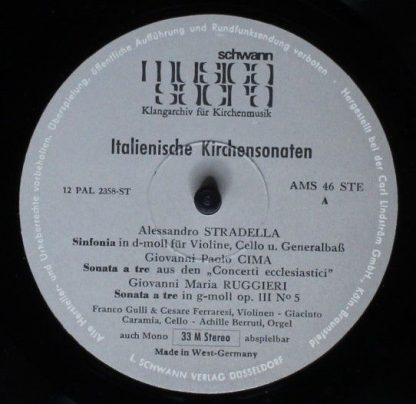 schwann
musica
sacra
Klangarchiv für Kirchenmusik
Italienische Kirchensonaten
12 PAL 2358-ST
AMS 46 STE
A
Alessandro STRADELLA
Sinfonia in d-moll für Violine, Cello u. Generalbaß
Giovanni Paolo CIMA
Sonata a tre aus den „Concerti ecclesiastici"
Giovanni Maria RUGGIERI
Sonata a tre in g-moll op. III Nº 5
Franco Gulli & Cesare Ferraresi, Violinen - Giacinto
Caramia, Cello - Achille Berruti, Orgel
auch Mono 33 M Stereo abspielbar
Made in West-Germany
L. SCHWANN VERLAG DÜSSELDORF
Alle Hersteller- und Urheberrechte vorbehalten. Überspielung, öffentliche Aufführung und Rundfunksendung verboten
Hergestellt bei der Carl Lindström GmbH., Köln-Braunsfeld